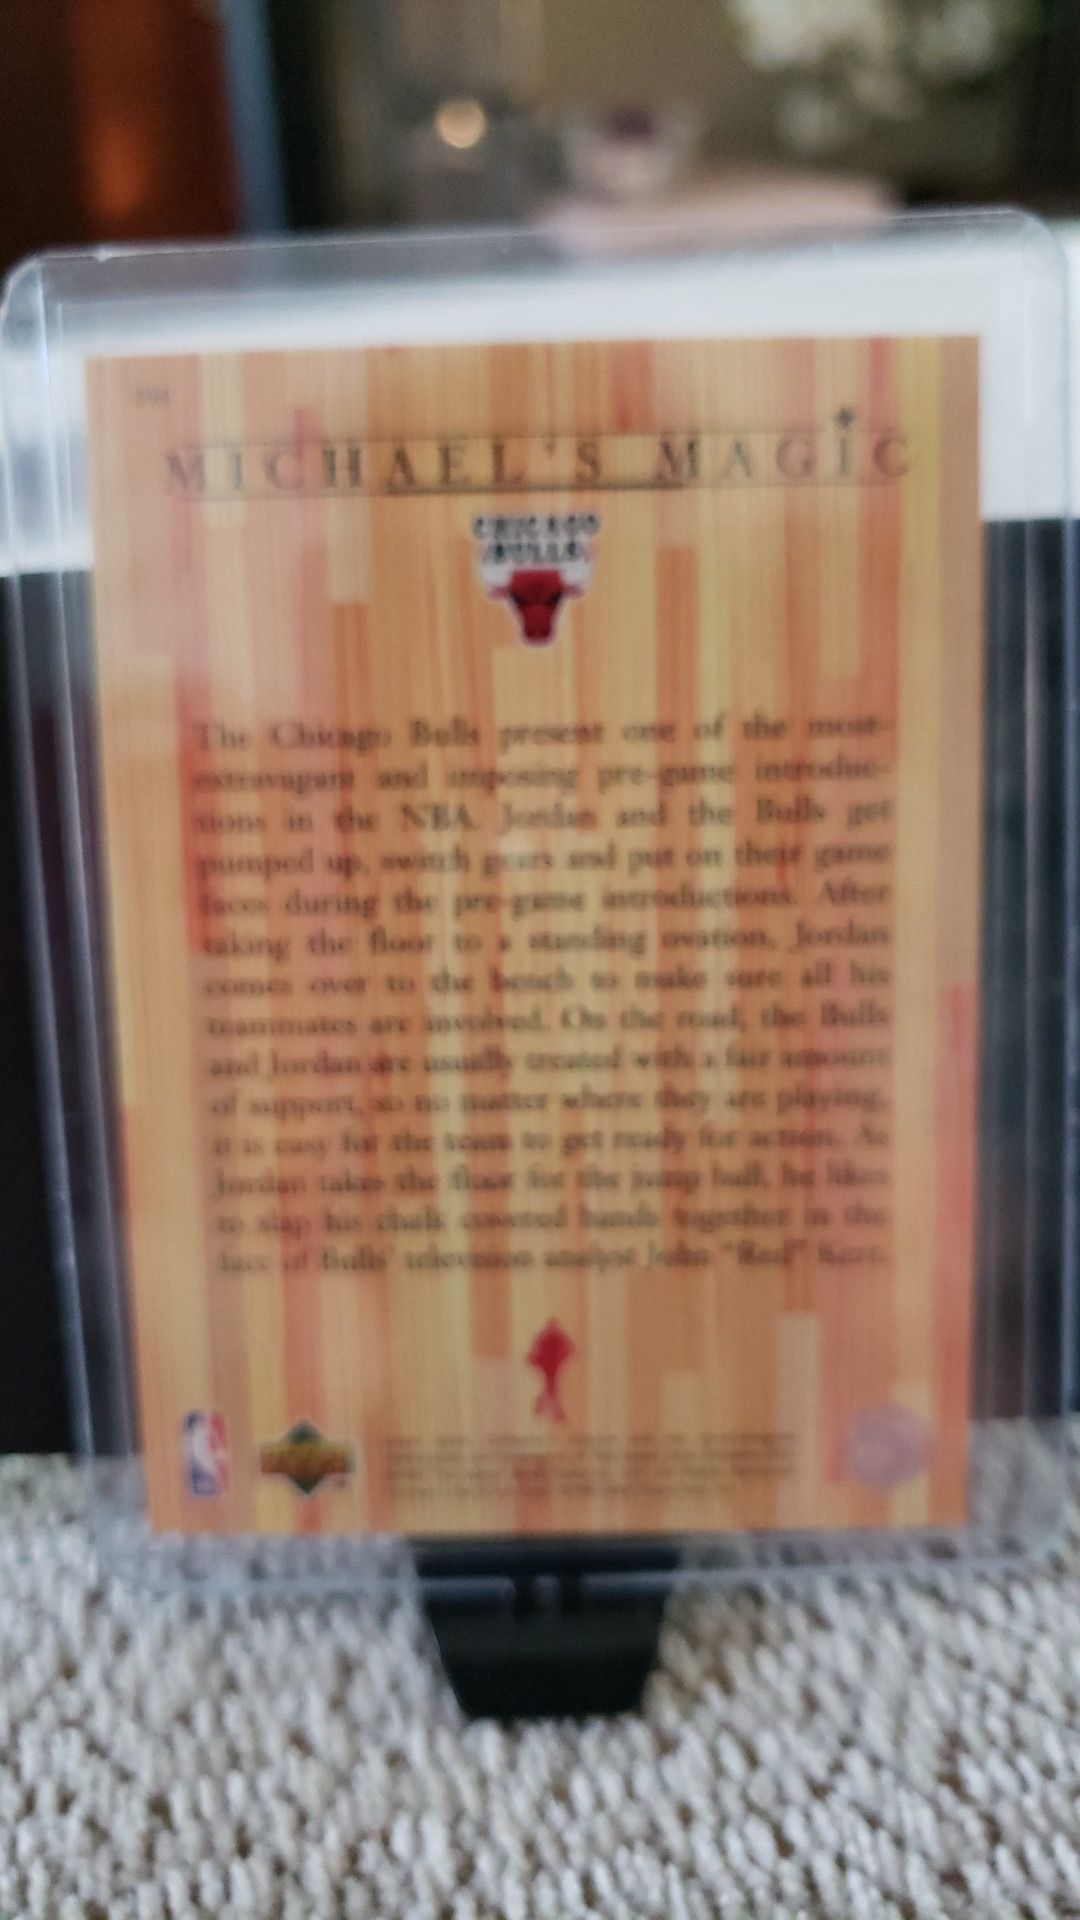 MICHAEL'S MAGIC
CHICAGO
BULLS
The Chicago Bulls present one of the most-
extravagant and imposing pre-game introduc-
tions in the NBA. Jordan and the Bulls get
pumped up, switch gears and put on their game
faces during the pre-game introductions. After
taking the floor to a standing ovation, Jordan
comes over to the bench to make sure all his
teammates are involved. On the road, the Bulls
and Jordan are usually treated with a fair amount
of support, so no matter where they are playing,
it is easy for the team to get ready for action. As
Jordan takes the floor for the jump ball, he likes
to slap his chalk covered hands together in the
face of Bulls' television analyst John "Red" Kerr.